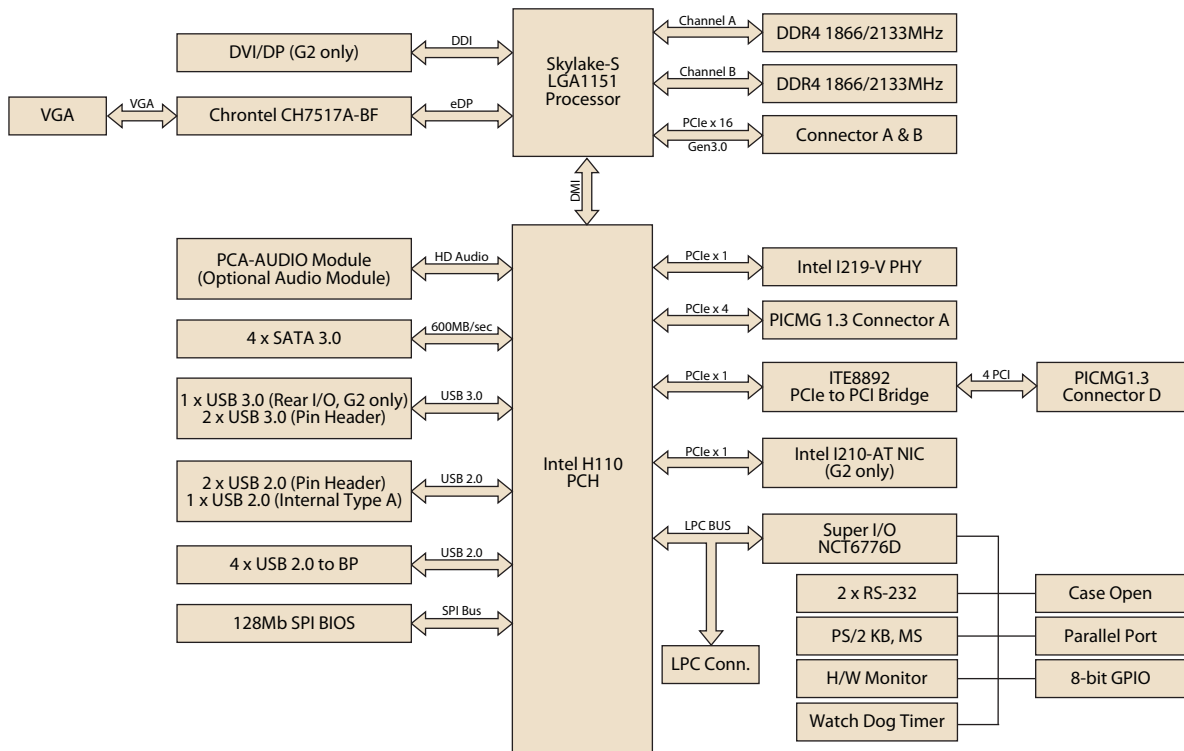 DVI/DP (G2 only)
DDI
VGA
VGA
Chrontel CH7517A-BF
eDP
Skylake-S
LGA1151
Processor
Channel A
DDR4 1866/2133MHz
Channel B
DDR4 1866/2133MHz
PCIe x 16
Gen3.0
Connector A & B
DMI
PCA-AUDIO Module
(Optional Audio Module)
HD Audio
4 x SATA 3.0
600MB/sec
1 x USB 3.0 (Rear I/O, G2 only)
2 x USB 3.0 (Pin Header)
USB 3.0
2 x USB 2.0 (Pin Header)
1 x USB 2.0 (Internal Type A)
USB 2.0
4 x USB 2.0 to BP
USB 2.0
128Mb SPI BIOS
SPI Bus
Intel H110
PCH
PCIe x 1
Intel I219-V PHY
PCIe x 4
PICMG 1.3 Connector A
PCIe x 1
ITE8892
PCIe to PCI Bridge
4 PCI
PICMG1.3
Connector D
PCIe x 1
Intel I210-AT NIC
(G2 only)
LPC BUS
Super I/O
NCT6776D
LPC Conn.
2 x RS-232
Case Open
PS/2 KB, MS
Parallel Port
H/W Monitor
8-bit GPIO
Watch Dog Timer